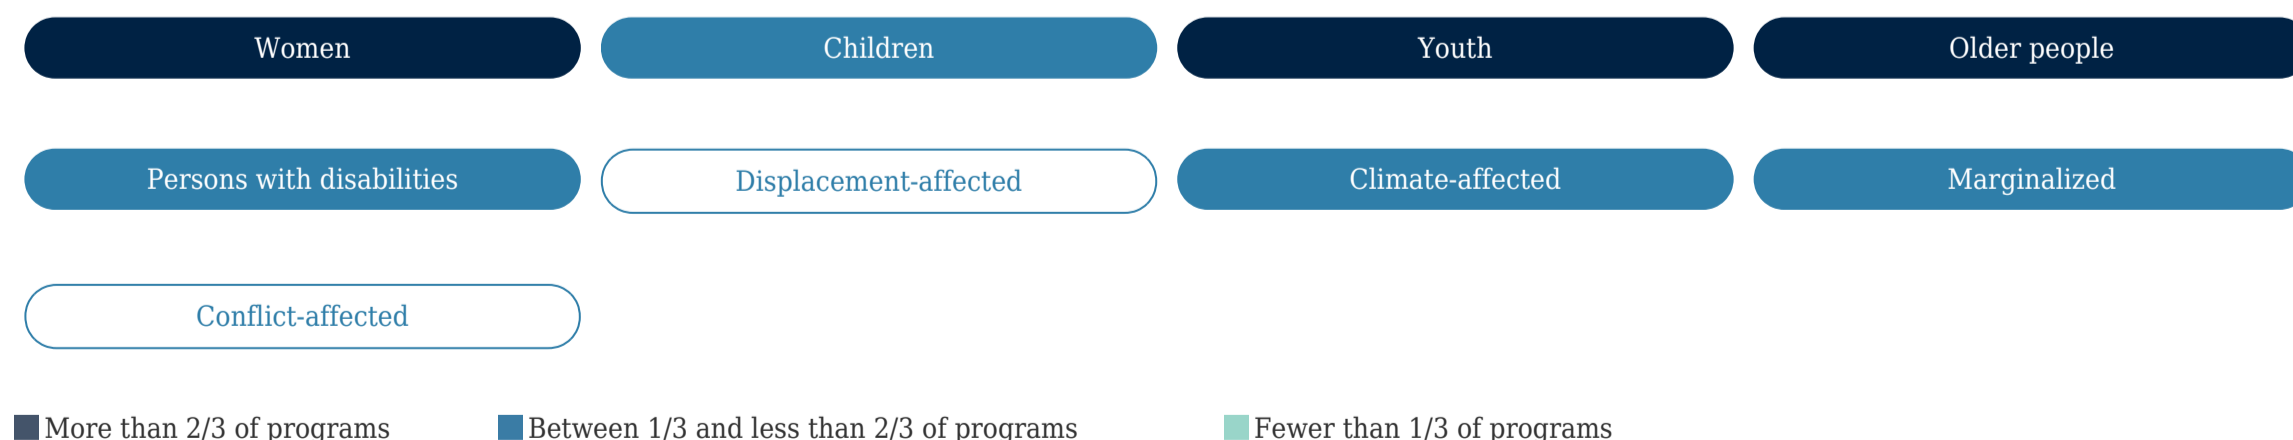 Women
Children
Youth
Older people
Persons with disabilities
Displacement-affected
Climate-affected
Marginalized
Conflict-affected
More than 2/3 of programs
Between 1/3 and less than 2/3 of programs
Fewer than 1/3 of programs